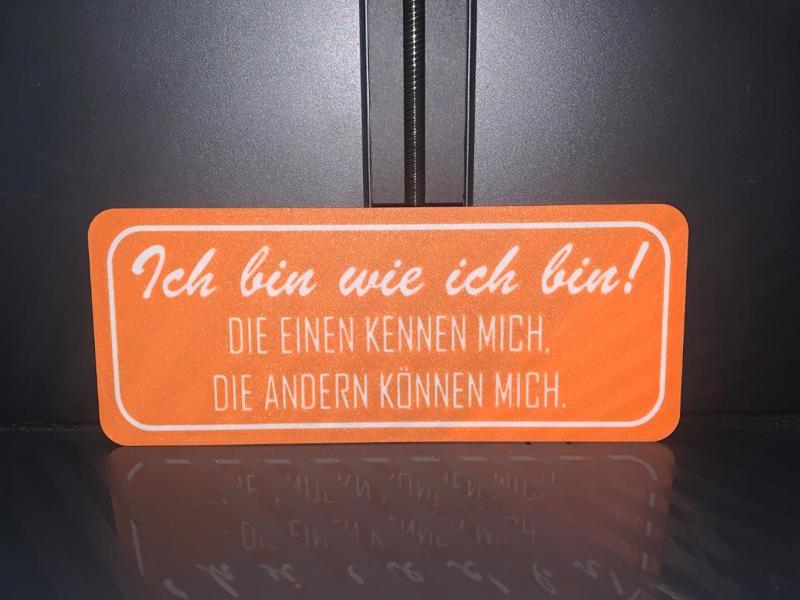 Ich bin wie ich bin!
DIE EINEN KENNEN MICH,
DIE ANDERN KÖNNEN MICH.